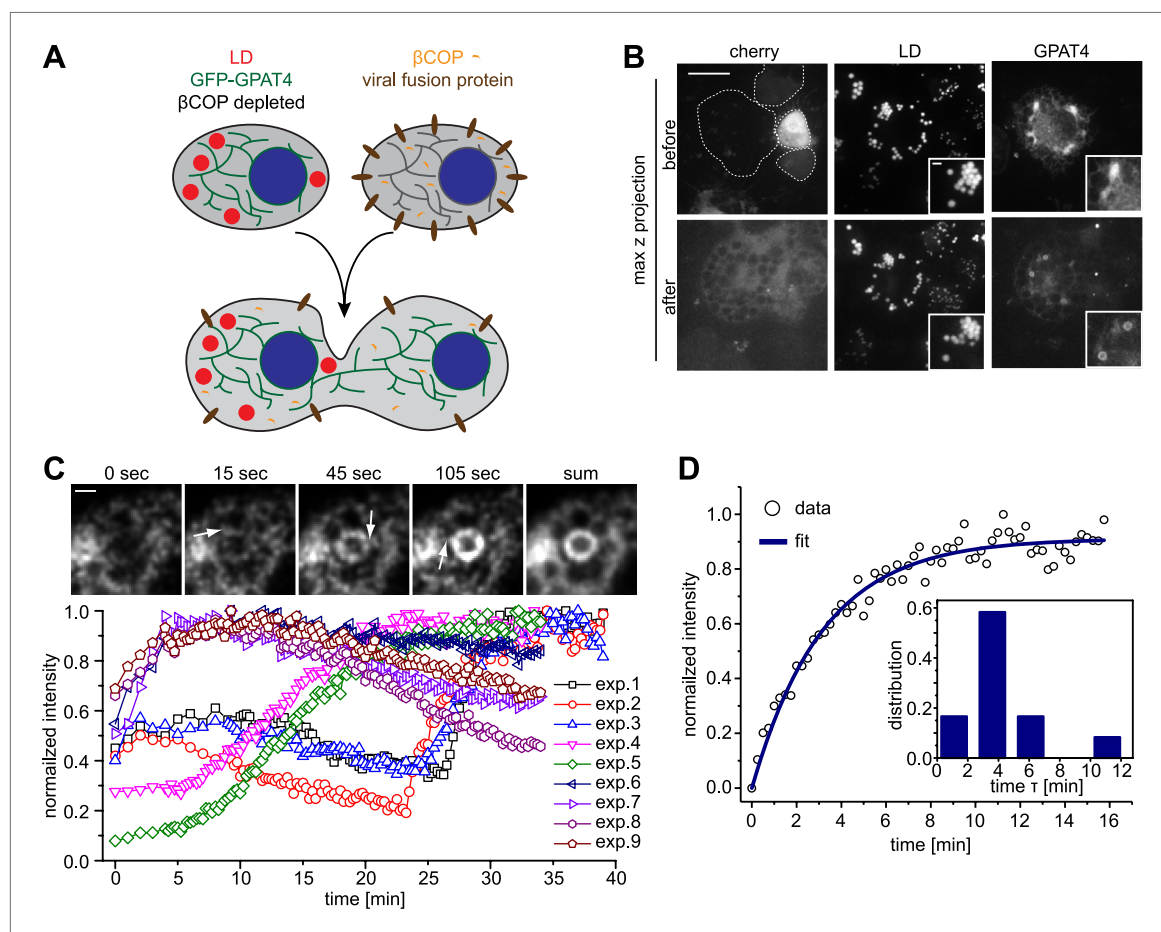 A
LD
GFP-GPAT4
βCOP depleted
βCOP
viral fusion protein
B
cherry
LD
GPAT4
max z projection
before
after
C
0 sec
15 sec
45 sec
105 sec
sum
normalized intensity
1.0
0.8
0.6
0.4
0.2
0.0
0
5
10
15
20
25
30
35
40
time [min]
exp.1
exp.2
exp.3
exp.4
exp.5
exp.6
exp.7
exp.8
exp.9
D
data
fit
normalized intensity
1.0
0.8
0.6
0.4
0.2
0.0
0
2
4
6
8
10
12
14
16
time [min]
distribution
0.6
0.4
0.2
0
0
2
4
6
8
10
12
time τ [min]